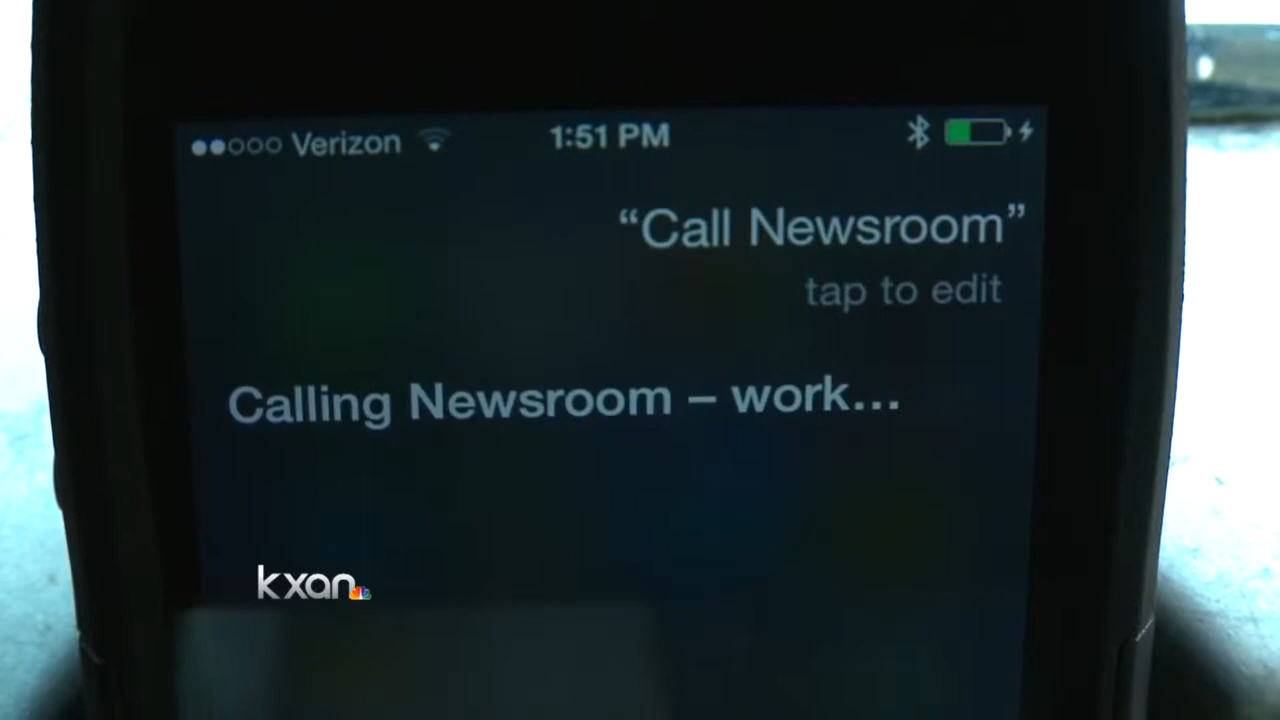 Verizon 1:51 PM
“Call Newsroom”
tap to edit
Calling Newsroom – work...
kxan